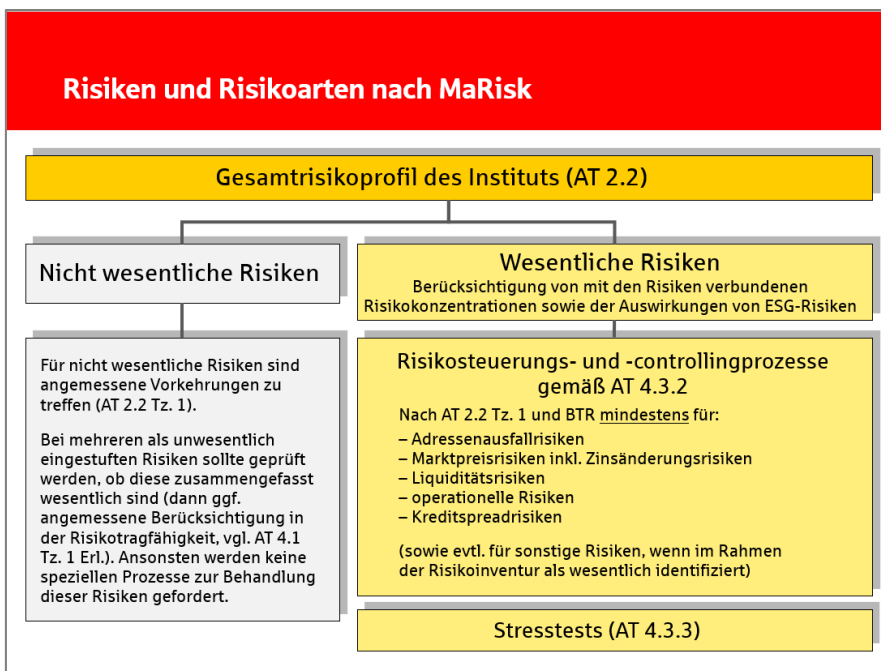 Risiken und Risikoarten nach MaRisk
Gesamtrisikoprofil des Instituts (AT 2.2)
Nicht wesentliche Risiken
Für nicht wesentliche Risiken sind
angemessene Vorkehrungen zu
treffen (AT 2.2 Tz. 1).
Bei mehreren als unwesentlich
eingestuften Risiken sollte geprüft
werden, ob diese zusammengefasst
wesentlich sind (dann ggf.
angemessene Berücksichtigung in
der Risikotragfähigkeit, vgl. AT 4.1
Tz. 1 Erl.). Ansonsten werden keine
speziellen Prozesse zur Behandlung
dieser Risiken gefordert.
Wesentliche Risiken
Berücksichtigung von mit den Risiken verbundenen
Risikokonzentrationen sowie der Auswirkungen von ESG-Risiken
Risikosteuerungs- und -controllingprozesse
gemäß AT 4.3.2
Nach AT 2.2 Tz. 1 und BTR mindestens für:
– Adressenausfallrisiken
– Marktpreisrisiken inkl. Zinsänderungsrisiken
– Liquiditätsrisiken
– operationelle Risiken
– Kreditspreadrisiken
(sowie evtl. für sonstige Risiken, wenn im Rahmen
der Risikoinventur als wesentlich identifiziert)
Stresstests (AT 4.3.3)